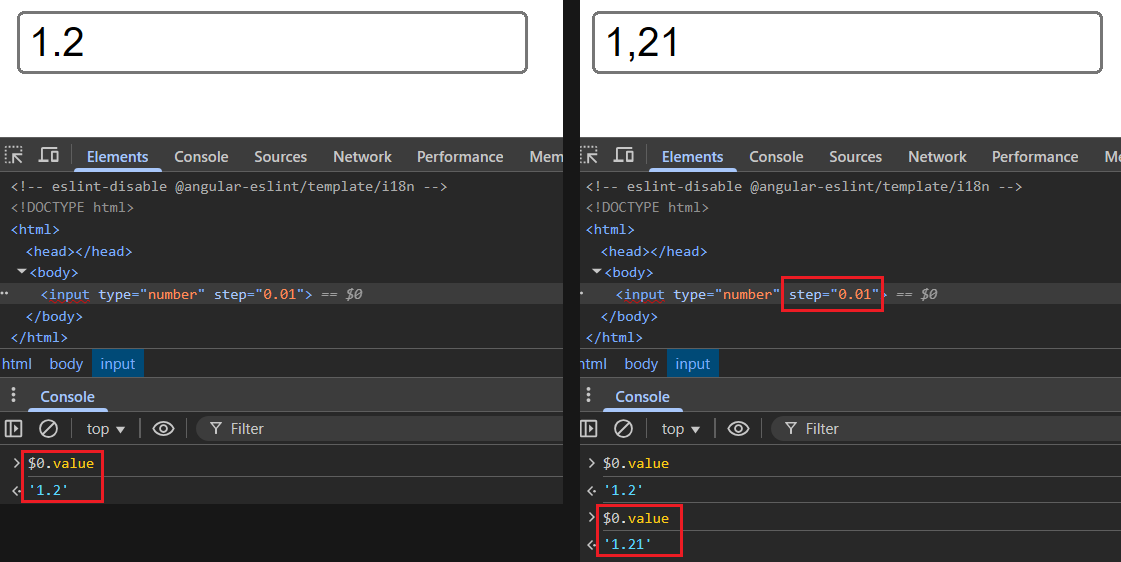 1.2
Elements Console Sources Network Performance Mem
<!-- eslint-disable @angular-eslint/template/i18n -->
<!DOCTYPE html>
<html>
<head></head>
<body>
<input type="number" step="0.01"> == $0
</body>
</html>
html body input
Console
top Filter
$0.value
'1.2'
1,21
Elements Console Sources Network Performance Me
<!-- eslint-disable @angular-eslint/template/i18n -->
<!DOCTYPE html>
<html>
<head></head>
<body>
<input type="number" step="0.01"> == $0
</body>
</html>
html body input
Console
top Filter
$0.value
'1.2'
$0.value
'1.21'